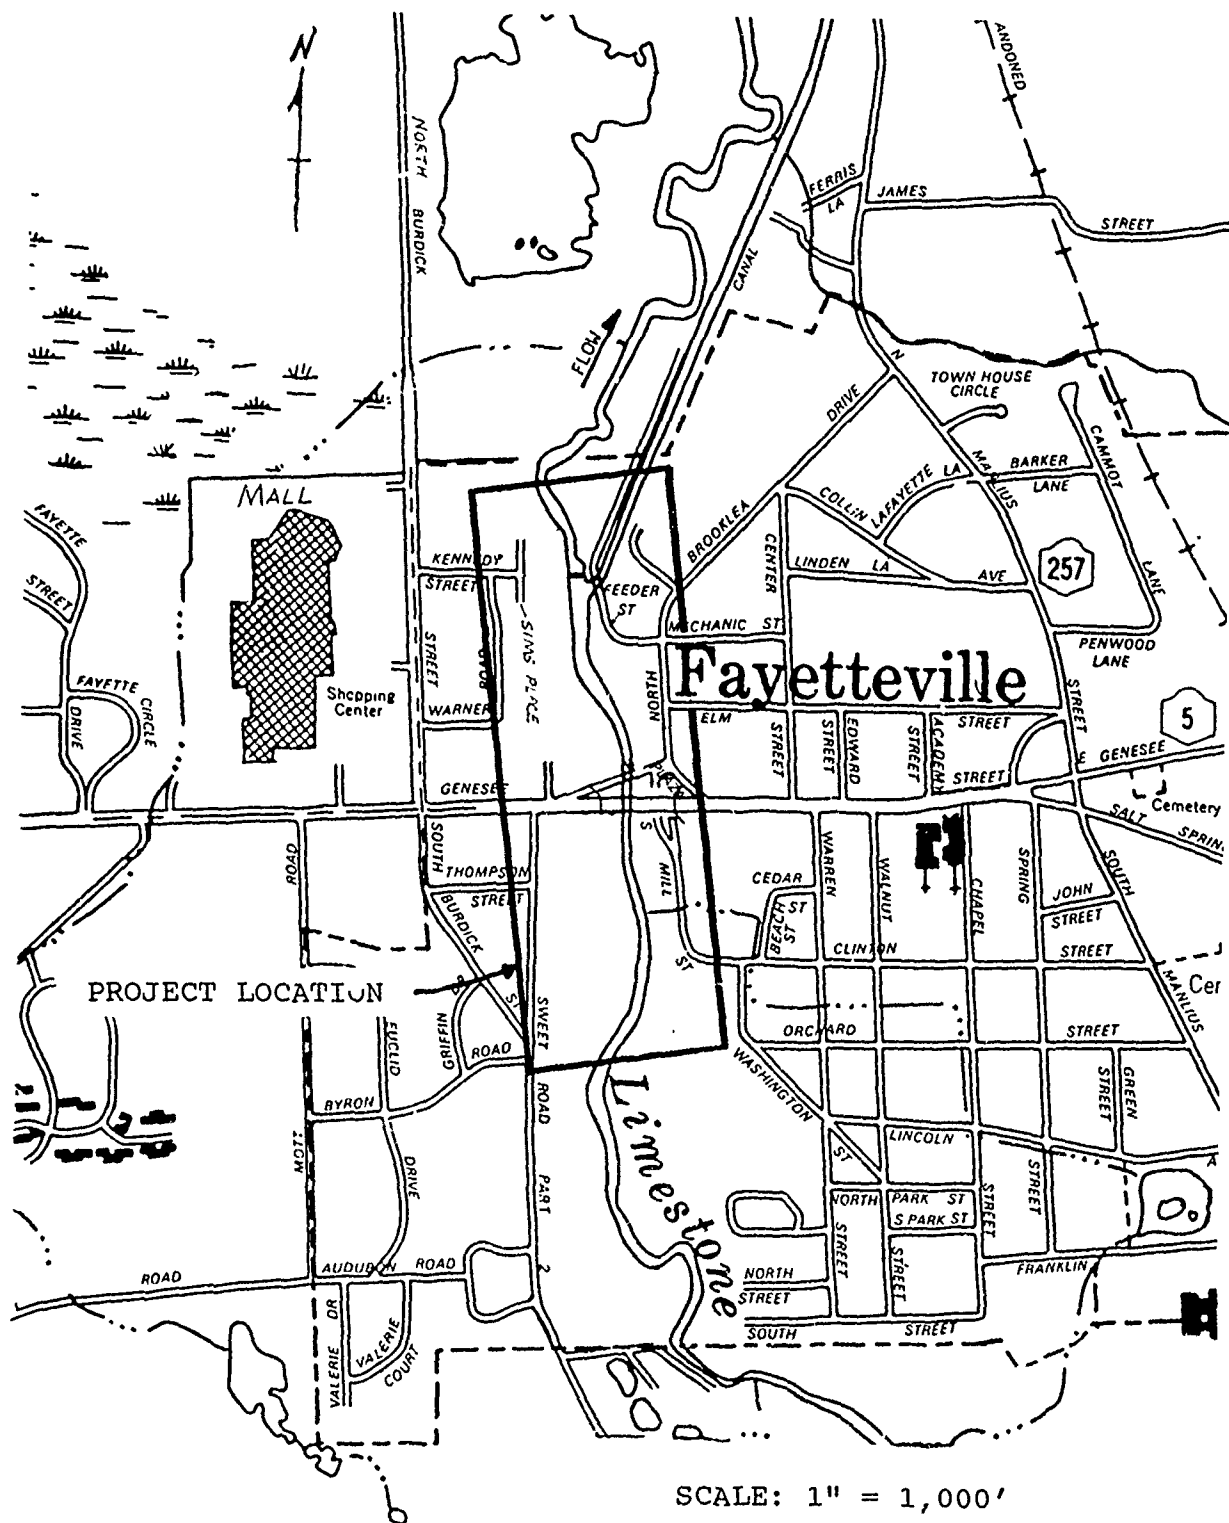 N
NORTH
BURDICK
ANDONED
FERRIS
LA
JAMES
STREET
CANAL
FLOW
N
TOWN HOUSE
CIRCLE
DRIVE
BROOKLEA
MALL
COLLIN
LAFAYETTE LA
MANLIUS
BARKER
LANE
CAMMOT
LANE
FAYETTE
STREET
KENNEDY
STREET
CENTER
LINDEN LA
AVE
257
FEEDER
ST
MECHANIC ST
PENWOOD
LANE
STREET
ROAD
SIMS PLACE
NORTH
Fayetteville
FAYETTE
CIRCLE
DRIVE
Shopping
Center
WARNER
ELM
STREET
STREET
STREET
EDWARD
STREET
ACADEMY
STREET
5
GENESEE
E GENESEE
STREET
PLAZA
Cemetery
SALT
SPRIN
ROAD
SOUTH
S
MILL
ST
THOMPSON
STREET
BURDICK
ST
CEDAR
ST
BEACH
ST
WARREN
WALNUT
CHAPEL
SPRING
JOHN
STREET
SOUTH
MANLIUS
CLINTON
STREET
Cem
PROJECT LOCATION
SWEET
ROAD
PART
2
GRIFFIN
ROAD
EUCLID
ORCHARD
STREET
WASHINGTON
ST
GREEN
STREET
BYRON
MOTT
DRIVE
LINCOLN
A
Limestone
NORTH PARK ST
S PARK ST
STREET
STREET
STREET
STREET
ROAD
AUDUBON ROAD
NORTH
STREET
FRANKLIN
SOUTH STREET
VALERIE DR
VALERIE
COURT
SCALE: 1" = 1,000'